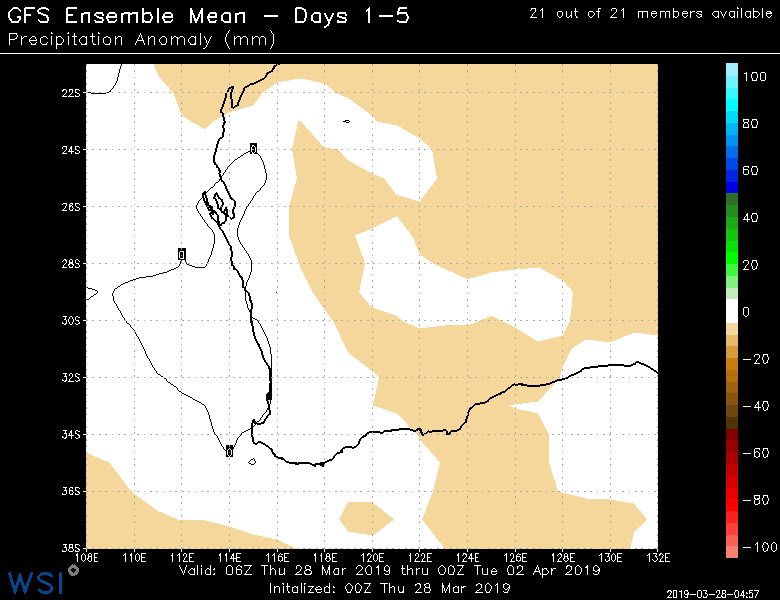 GFS Ensemble Mean - Days 1-5
21 out of 21 members available
Precipitation Anomaly (mm)
22S
24S
26S
28S
30S
32S
34S
36S
38S
0
0
0
108E 110E 112E 114E 116E 118E 120E 122E 124E 126E 128E 130E 132E
100
80
60
40
20
0
-20
-40
-60
-80
-100
Valid: 06Z Thu 28 Mar 2019 thru 00Z Tue 02 Apr 2019
Initalized: 00Z Thu 28 Mar 2019
WSI
2019-03-28-04:57